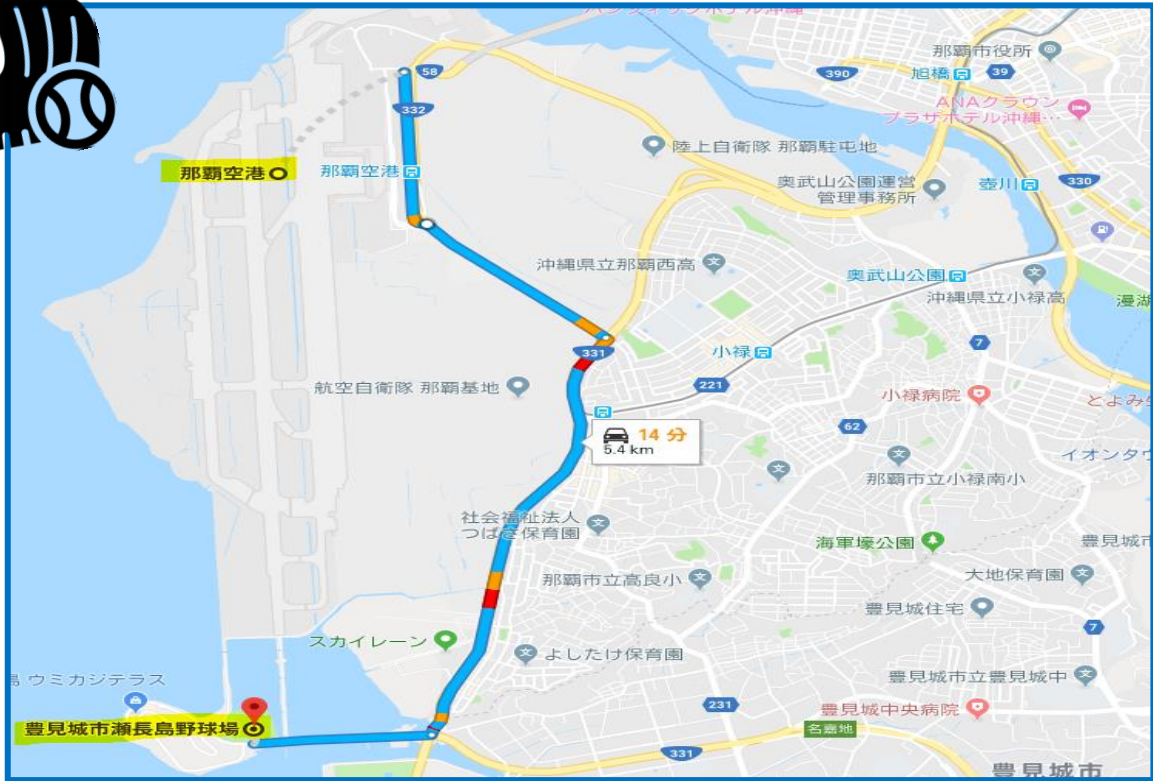 那覇市役所
58
390
旭橋
39
ANAクラウン
プラザホテル沖縄…
332
陸上自衛隊 那覇駐屯地
那覇空港
那覇空港
奥武山公園運営
管理事務所
壺川
330
沖縄県立那覇西高
奥武山公園
沖縄県立小禄高
漫湖
331
小禄
7
航空自衛隊 那覇基地
221
小禄病院
とよみ
14 分
5.4 km
62
イオンタウ
那覇市立小禄南小
社会福祉法人
つばさ保育園
海軍壕公園
豊見城市
那覇市立高良小
大地保育園
豊見城住宅
7
スカイレーン
よしたけ保育園
島 ウミカジテラス
豊見城市立豊見城中
231
豊見城中央病院
豊見城市瀬長島野球場
名嘉地
331
豊見城市